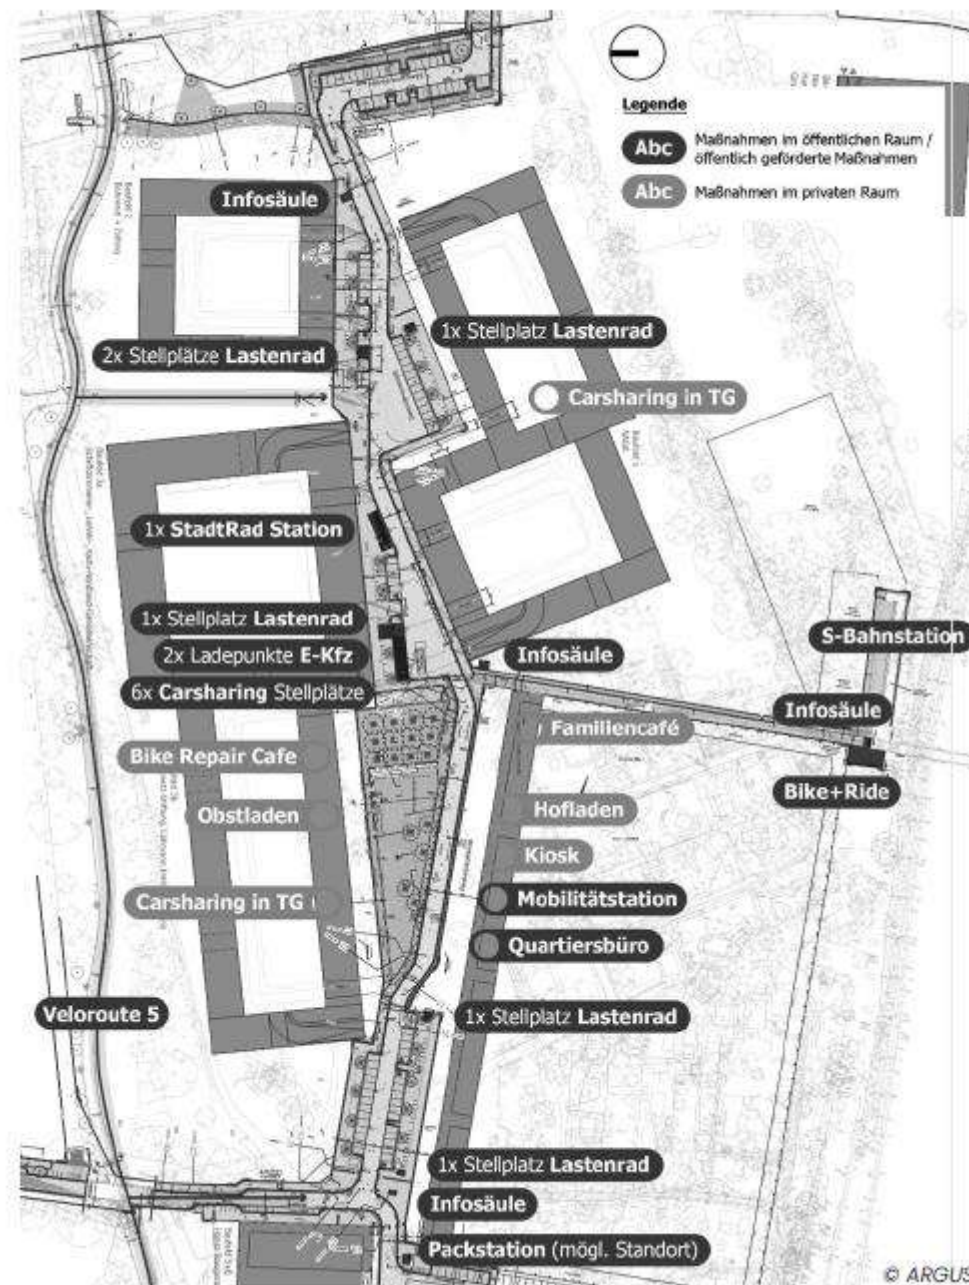 Legende
Abc Maßnahmen im öffentlichen Raum /
öffentlich geförderte Maßnahmen
Abc Maßnahmen im privaten Raum
Infosäule
1x Stellplatz Lastenrad
2x Stellplätze Lastenrad
Carsharing in TG
1x StadtRad Station
1x Stellplatz Lastenrad
S-Bahnstation
2x Ladepunkte E-Kfz
Infosäule
6x Carsharing Stellplätze
Infosäule
Familiencafé
Bike Repair Cafe
Bike+Ride
Obstladen
Hofladen
Kiosk
Carsharing in TG
Mobilitätstation
Quartiersbüro
Veloroute 5
1x Stellplatz Lastenrad
1x Stellplatz Lastenrad
Infosäule
Packstation (mögl. Standort)
© ARGUS